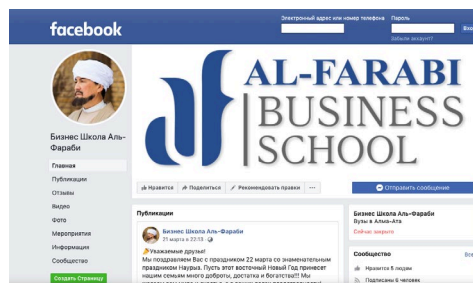 facebook
Электронный адрес или номер телефона
Пароль
Забыли аккаунт?
AL-FARABI
BUSINESS
SCHOOL
Бизнес Школа Аль-
Фараби
Главная
Публикации
Отзывы
Видео
Фото
Мероприятия
Информация
Сообщество
Создать Страницу
Нравится
Поделиться
Рекомендовать правки
Отправить сообщение
Публикации
Бизнес Школа Аль-Фараби
21 марта в 22:13
Уважаемые друзья!
Мы поздравляем Вас с праздником 22 марта со знаменательным
праздником Наурыз. Пусть этот восточный Новый Год принесет
нашим семьям много доброты, достатка и богатства!!! Мы
Бизнес Школа Аль-Фараби
Вузы в Алма-Ата
Сейчас закрыто
Сообщество
Нравится 5 людям
Подписаны 6 человек